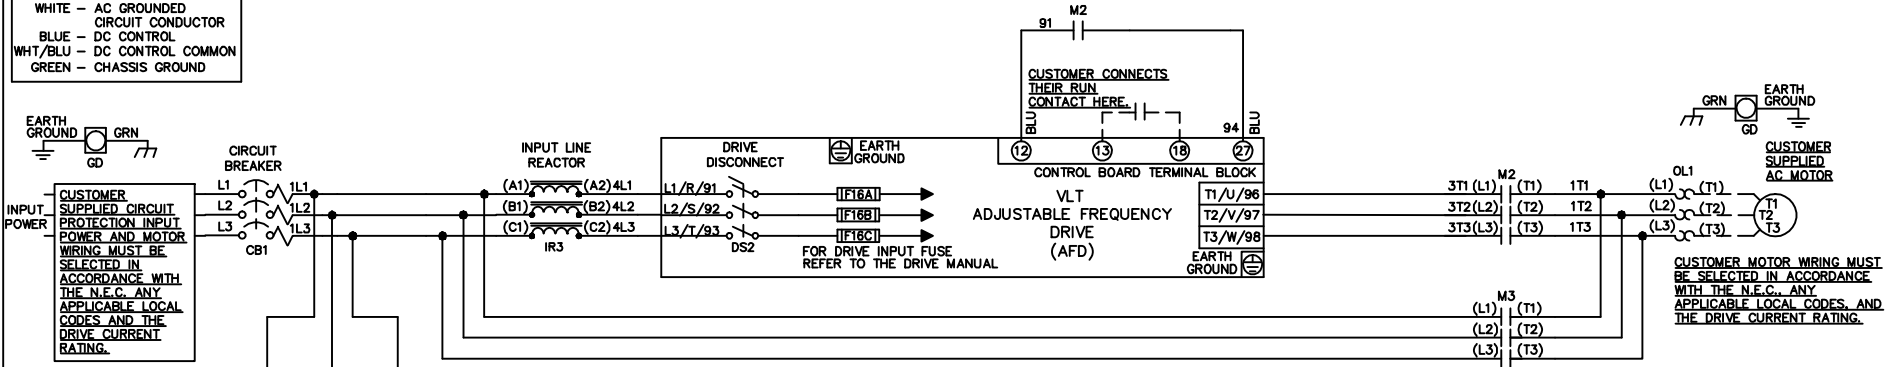 WHITE – AC GROUNDED
CIRCUIT CONDUCTOR
BLUE – DC CONTROL
WHT/BLU – DC CONTROL COMMON
GREEN – CHASSIS GROUND
EARTH
GROUND
GRN
GD
INPUT
POWER
CUSTOMER
SUPPLIED CIRCUIT
PROTECTION INPUT
POWER AND MOTOR
WIRING MUST BE
SELECTED IN
ACCORDANCE WITH
THE N.E.C. ANY
APPLICABLE LOCAL
CODES AND THE
DRIVE CURRENT
RATING.
CIRCUIT
BREAKER
L1 1L1
L2 1L2
L3 1L3
CB1
INPUT LINE
REACTOR
(A1) (A2) 4L1
(B1) (B2) 4L2
(C1) (C2) 4L3
IR3
DRIVE
DISCONNECT
L1/R/91
L2/S/92
L3/T/93
DS2
EARTH
GROUND
F16A
F16B
F16C
FOR DRIVE INPUT FUSE
REFER TO THE DRIVE MANUAL
M2
91
CUSTOMER CONNECTS
THEIR RUN
CONTACT HERE.
BLU
94
BLU
12 13 18 27
CONTROL BOARD TERMINAL BLOCK
VLT
ADJUSTABLE FREQUENCY
DRIVE
(AFD)
T1/U/96
T2/V/97
T3/W/98
EARTH
GROUND
M2
3T1 (L1) (T1) 1T1
3T2 (L2) (T2) 1T2
3T3 (L3) (T3) 1T3
M3
(L1) (T1)
(L2) (T2)
(L3) (T3)
OL1
(L1) (T1)
(L2) (T2)
(L3) (T3)
T1
T2
T3
GRN
GD
EARTH
GROUND
CUSTOMER
SUPPLIED
AC MOTOR
CUSTOMER MOTOR WIRING MUST
BE SELECTED IN ACCORDANCE
WITH THE N.E.C., ANY
APPLICABLE LOCAL CODES, AND
THE DRIVE CURRENT RATING.